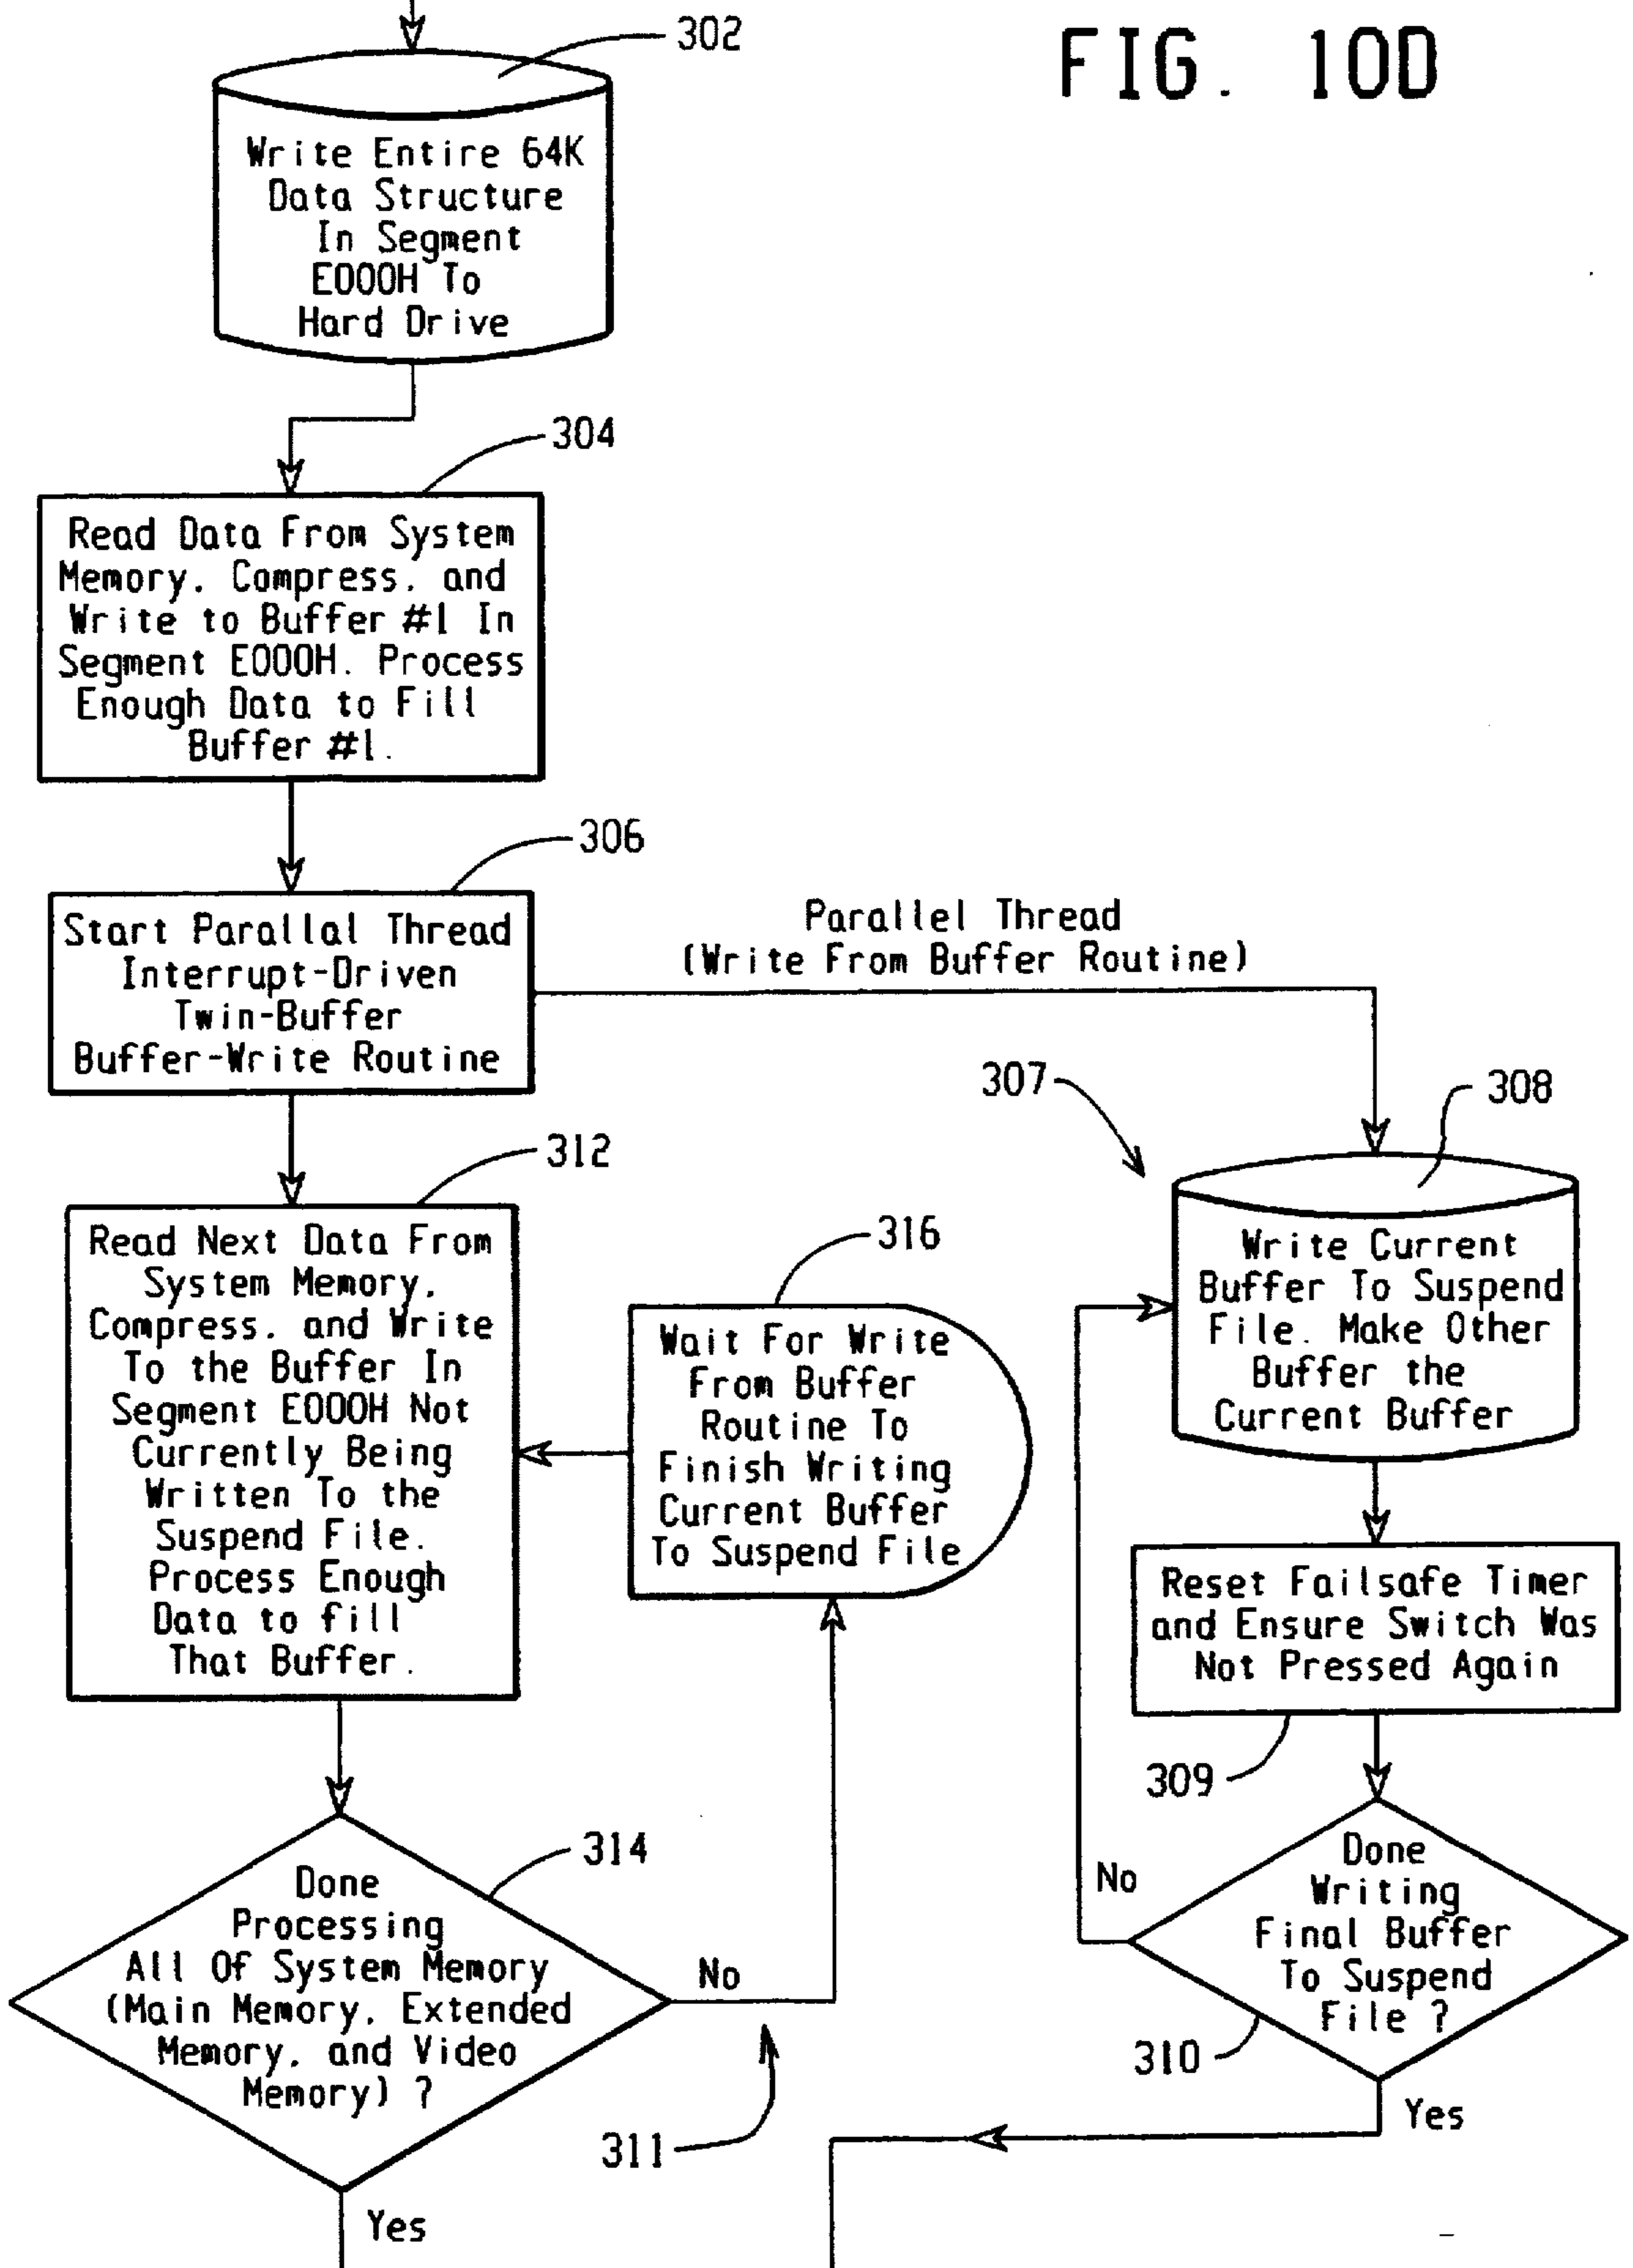 302
FIG. 10D
Write Entire 64K
Data Structure
In Segment
E000H To
Hard Drive
304
Read Data From System
Memory. Compress. and
Write to Buffer #1 In
Segment E000H. Process
Enough Data to Fill
Buffer #1.
306
Start Parallal Thread
Interrupt-Driven
Twin-Buffer
Buffer-Write Routine
Parallel Thread
(Write From Buffer Routine)
307
308
312
Read Next Data From
System Memory.
Compress. and Write
To the Buffer In
Segment E000H Not
Currently Being
Written To the
Suspend File.
Process Enough
Data to fill
That Buffer.
316
Wait For Write
From Buffer
Routine To
Finish Writing
Current Buffer
To Suspend File
Write Current
Buffer To Suspend
File. Make Other
Buffer the
Current Buffer
Reset Failsafe Timer
and Ensure Switch Was
Not Pressed Again
309
314
Done
Processing
All Of System Memory
(Main Memory. Extended
Memory. and Video
Memory) ?
No
311
Yes
No
Done
Writing
Final Buffer
To Suspend
File ?
310
Yes